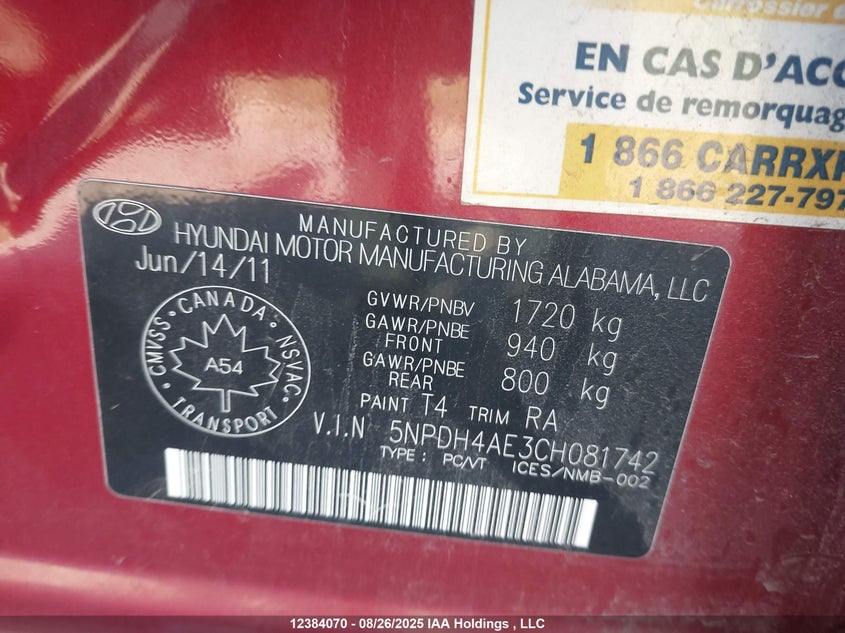 EN CAS D'ACC
Service de remorquag
1 866 CARRXP
1 866 227-797
MANUFACTURED BY
HYUNDAI MOTOR MANUFACTURING ALABAMA, LLC
Jun/14/11
CANADA
CMVSS
NSVAC
A54
TRANSPORT
GVWR/PNBV 1720 kg
GAWR/PNBE
FRONT 940 kg
GAWR/PNBE
REAR 800 kg
PAINT T4 TRIM RA
V.I.N 5NPDH4AE3CH081742
TYPE : PC/VT ICES/NMB-002
12384070 - 08/26/2025 IAA Holdings , LLC